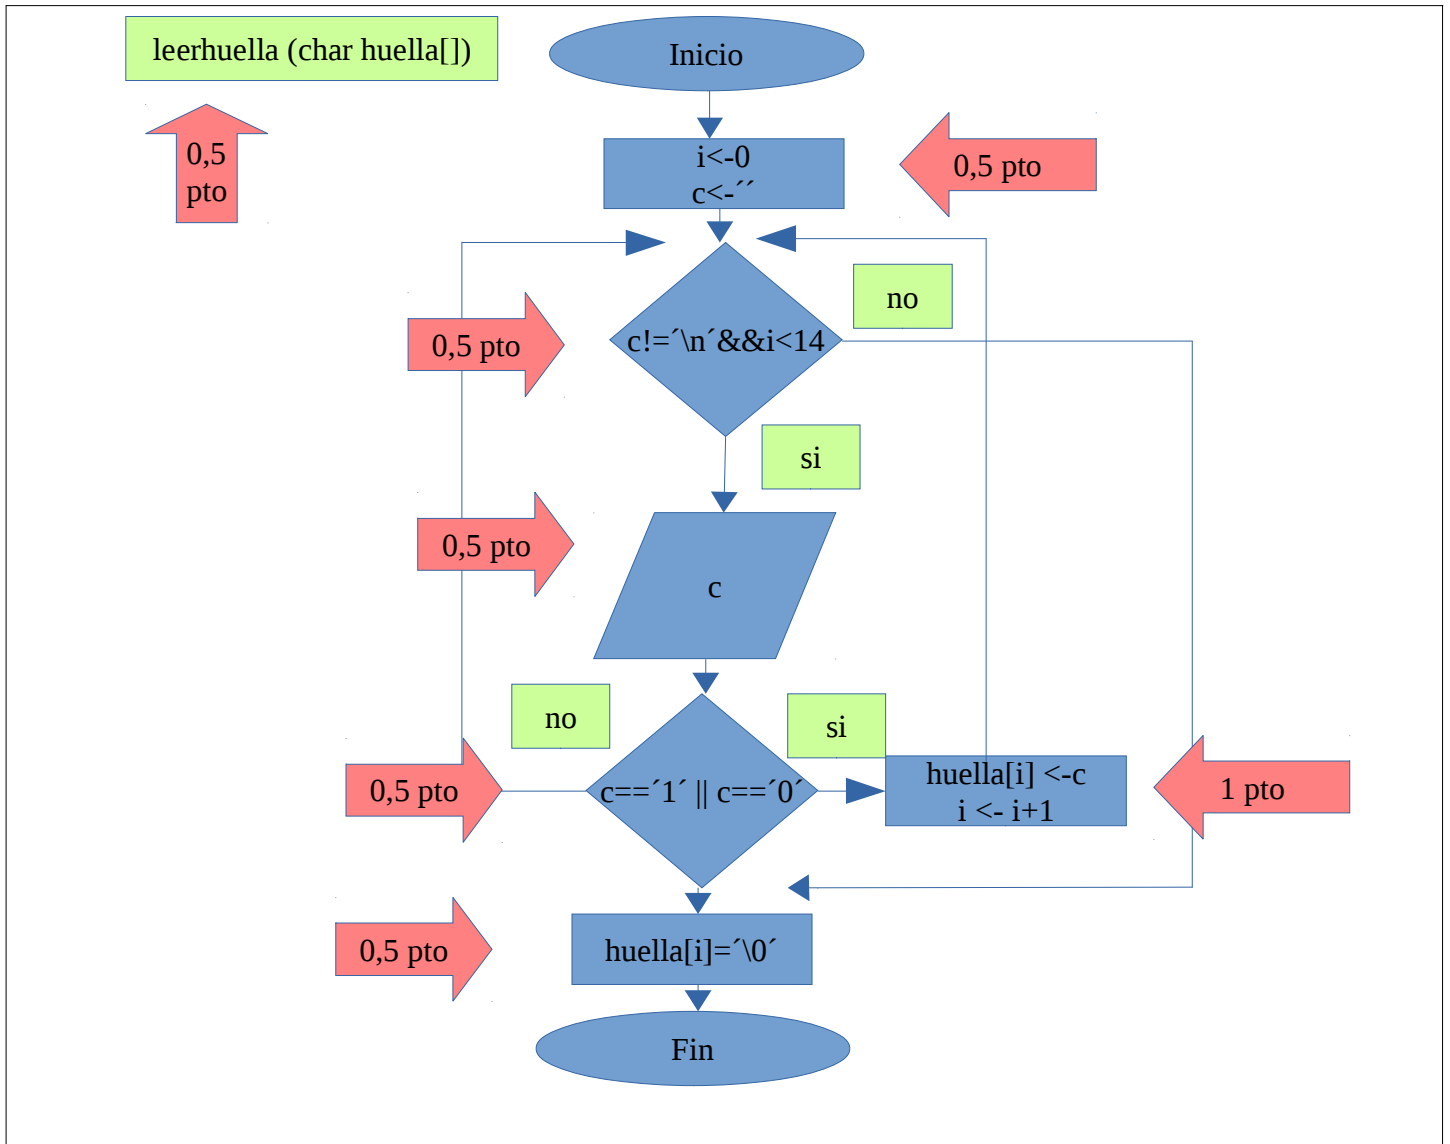 leerhuella (char huella[])
Inicio
0,5
pto
i<-0
c<-´´
0,5 pto
no
c!=´\n´&&i<14
0,5 pto
si
0,5 pto
c
no
si
0,5 pto
c==´1´ || c==´0´
huella[i] <-c
i <- i+1
1 pto
0,5 pto
huella[i]=´\0´
Fin